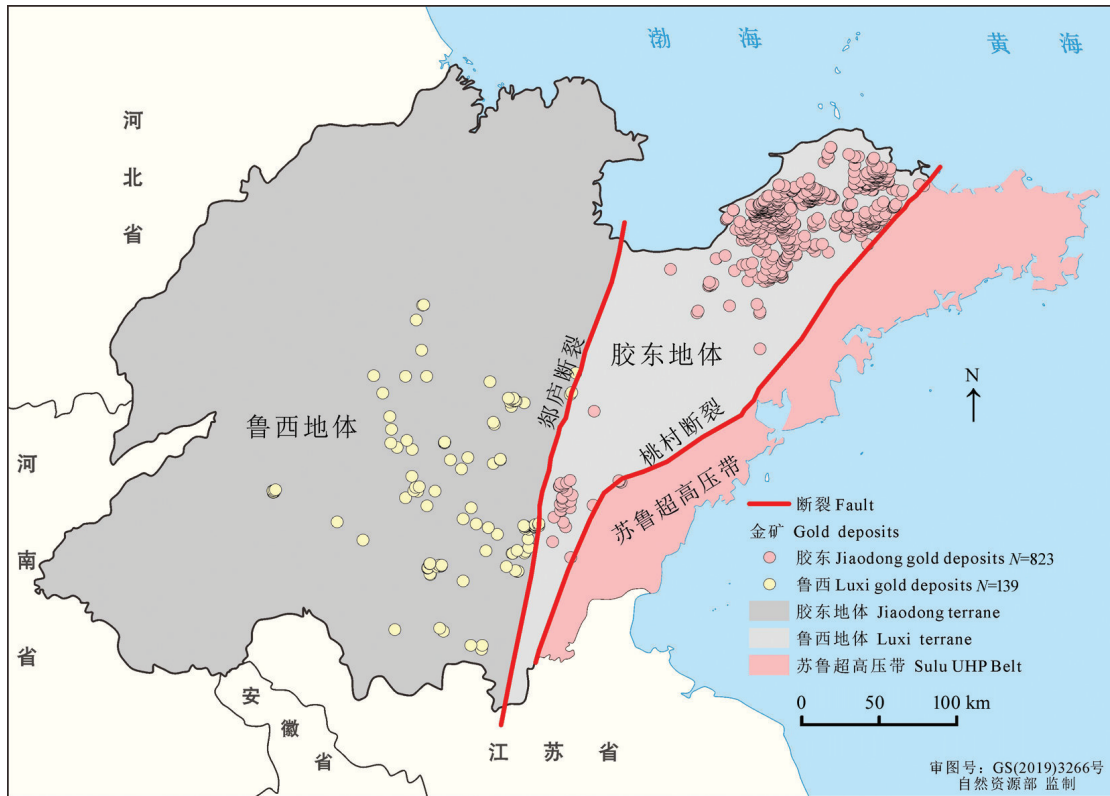 渤海
黄海
河北省
胶东地体
郯庐断裂
鲁西地体
桃村断裂
苏鲁超高压带
N
河南省
安徽省
江苏省
断裂 Fault
金矿 Gold deposits
胶东 Jiaodong gold deposits N=823
鲁西 Luxi gold deposits N=139
胶东地体 Jiaodong terrane
鲁西地体 Luxi terrane
苏鲁超高压带 Sulu UHP Belt
0 50 100 km
审图号：GS(2019)3266号
自然资源部 监制